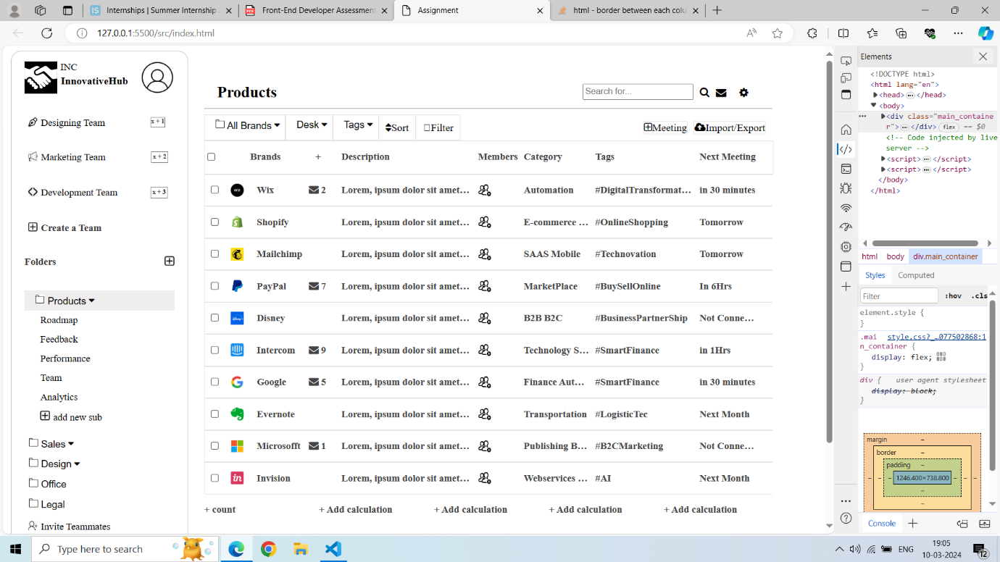 Internships | Summer Internship
Front-End Developer Assessment
Assignment
html - border between each colu
127.0.0.1:5500/src/index.html
INC
InnovativeHub
Designing Team x + 1
Marketing Team x + 2
Development Team x + 3
Create a Team
Folders
Products
Roadmap
Feedback
Performance
Team
Analytics
add new sub
Sales
Design
Office
Legal
Invite Teammates
Products
Search for...
All Brands Desk Tags Sort Filter Meeting Import/Export
Brands + Description Members Category Tags Next Meeting
Wix 2 Lorem, ipsum dolor sit amet… Automation #DigitalTransformat… in 30 minutes
Shopify Lorem, ipsum dolor sit amet… E-commerce … #OnlineShopping Tomorrow
Mailchimp Lorem, ipsum dolor sit amet… SAAS Mobile #Technovation Tomorrow
PayPal 7 Lorem, ipsum dolor sit amet… MarketPlace #BuySellOnline In 6Hrs
Disney Lorem, ipsum dolor sit amet… B2B B2C #BusinessPartnerShip Not Conne…
Intercom 9 Lorem, ipsum dolor sit amet… Technology S… #SmartFinance in 1Hrs
Google 5 Lorem, ipsum dolor sit amet… Finance Aut… #SmartFinance in 30 minutes
Evernote Lorem, ipsum dolor sit amet… Transportation #LogisticTec Next Month
Microsofft 1 Lorem, ipsum dolor sit amet… Publishing B… #B2CMarketing Not Conne…
Invision Lorem, ipsum dolor sit amet… Webservices … #AI Next Month
+ count + Add calculation + Add calculation + Add calculation + Add calculation
Elements
<!DOCTYPE html>
<html lang="en">
<head> … </head>
<body>
<div class="main_containe
r"> … </div> flex == $0
<!-- Code injected by live
server -->
<script> … </script>
<script> … </script>
</body>
</html>
html body div.main_container
Styles Computed
Filter :hov .cls
element.style {
}
.mai style.css?_…077502868:1
n_container {
display: flex;
}
div { user agent stylesheet
display: block;
}
margin –
border –
padding –
– – – 1246.400×738.800 – – –
–
–
–
Console
Type here to search
ENG
19:05
10-03-2024
12